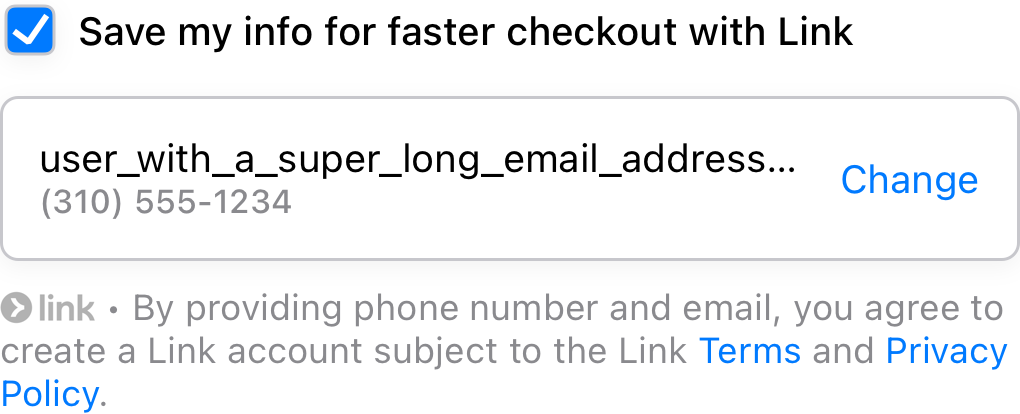 Save my info for faster checkout with Link
user_with_a_super_long_email_address...
(310) 555-1234
Change
link • By providing phone number and email, you agree to
create a Link account subject to the Link Terms and Privacy
Policy.